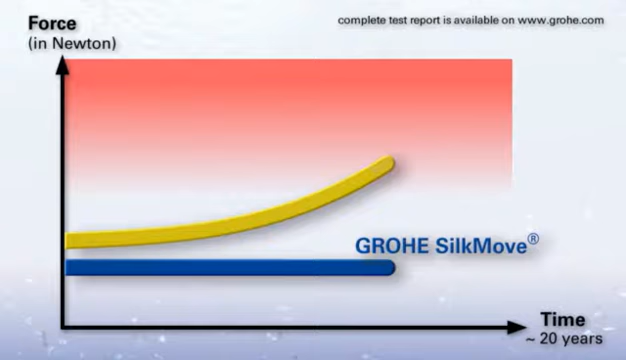 Force
(in Newton)
complete test report is available on www.grohe.com
GROHE SilkMove®
Time
~ 20 years